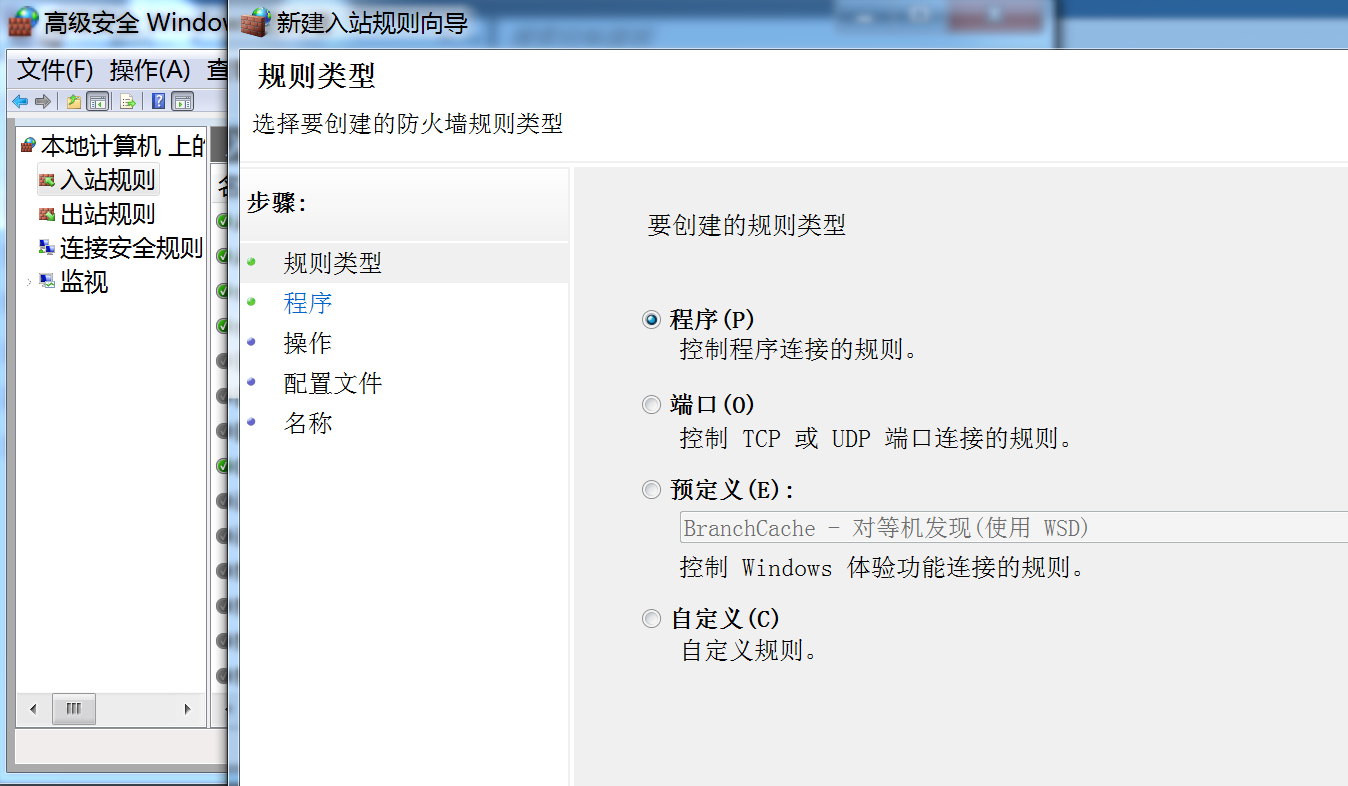 高级安全 Windo
新建入站规则向导
文件(F) 操作(A) 查
规则类型
选择要创建的防火墙规则类型
本地计算机 上的
入站规则
出站规则
连接安全规则
监视
步骤:
规则类型
程序
操作
配置文件
名称
要创建的规则类型
程序(P)
控制程序连接的规则。
端口(O)
控制 TCP 或 UDP 端口连接的规则。
预定义(E):
BranchCache - 对等机发现(使用 WSD)
控制 Windows 体验功能连接的规则。
自定义(C)
自定义规则。